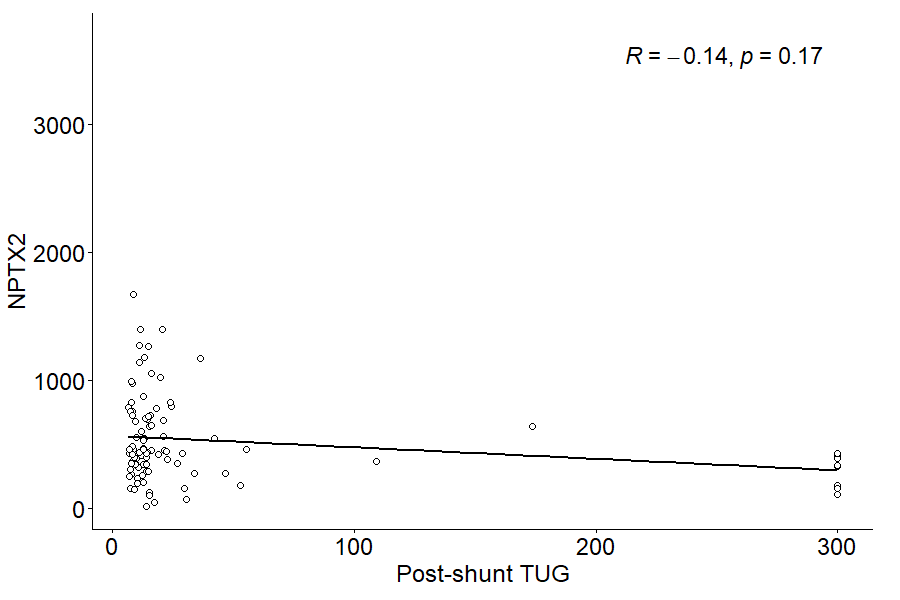 R = −0.14, p = 0.17
3000
2000
1000
0
NPTX2
0 100 200 300
Post-shunt TUG